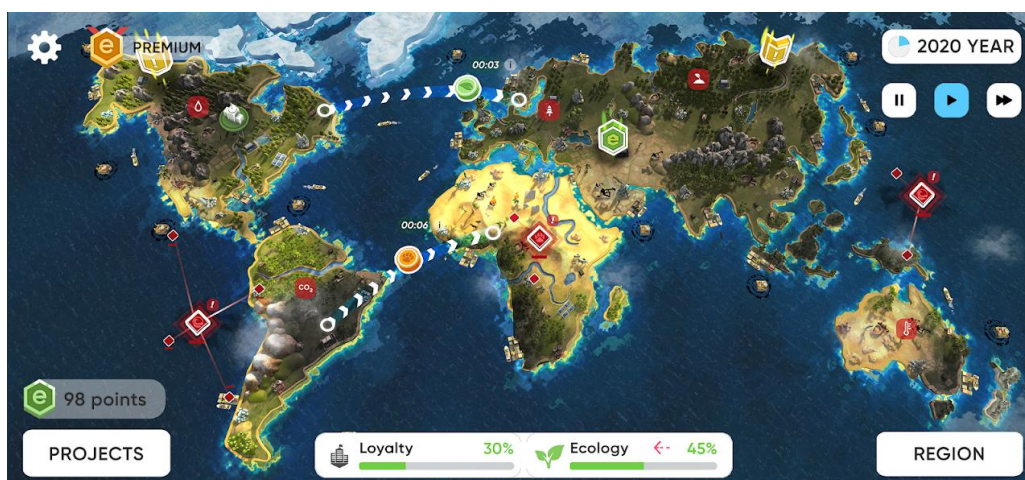 e PREMIUM
2020 YEAR
00:03 i
e
00:06 i
CO₂
e 98 points
PROJECTS
Loyalty 30%
Ecology 45%
REGION